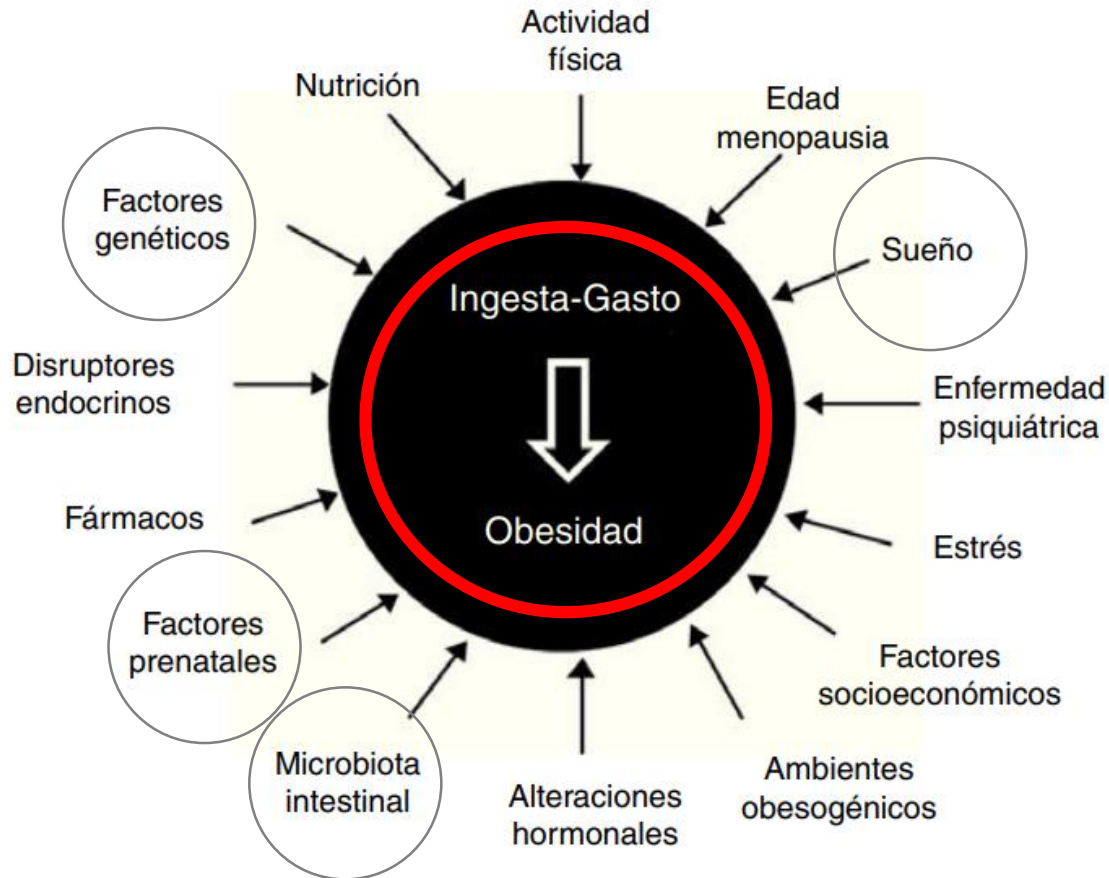 Actividad
física
Nutrición
Edad
menopausia
Factores
genéticos
Sueño
Ingesta-Gasto
Disruptores
endocrinos
Enfermedad
psiquiátrica
Fármacos
Obesidad
Estrés
Factores
prenatales
Factores
socioeconómicos
Microbiota
intestinal
Alteraciones
hormonales
Ambientes
obesogénicos